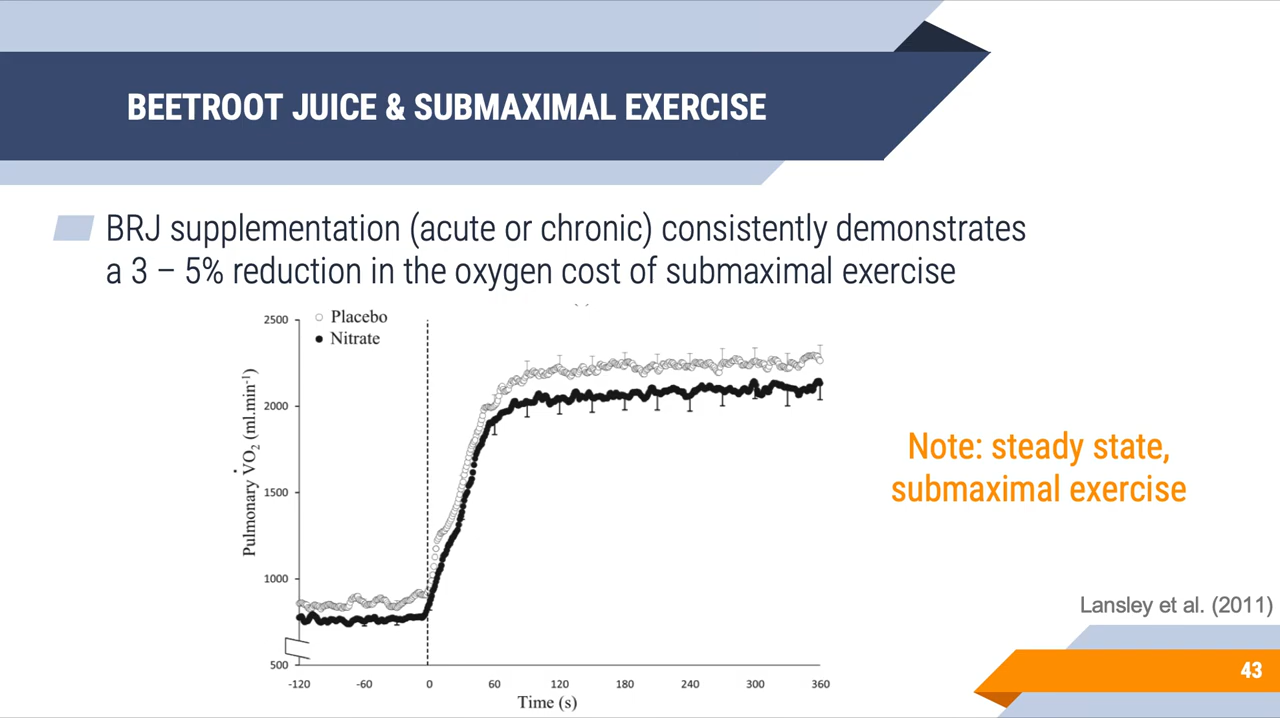 BEETROOT JUICE & SUBMAXIMAL EXERCISE
BRJ supplementation (acute or chronic) consistently demonstrates
a 3 – 5% reduction in the oxygen cost of submaximal exercise
Placebo
Nitrate
2500
2000
1500
1000
500
Pulmonary V̇O₂ (ml.min⁻¹)
-120 -60 0 60 120 180 240 300 360
Time (s)
Note: steady state,
submaximal exercise
Lansley et al. (2011)
43